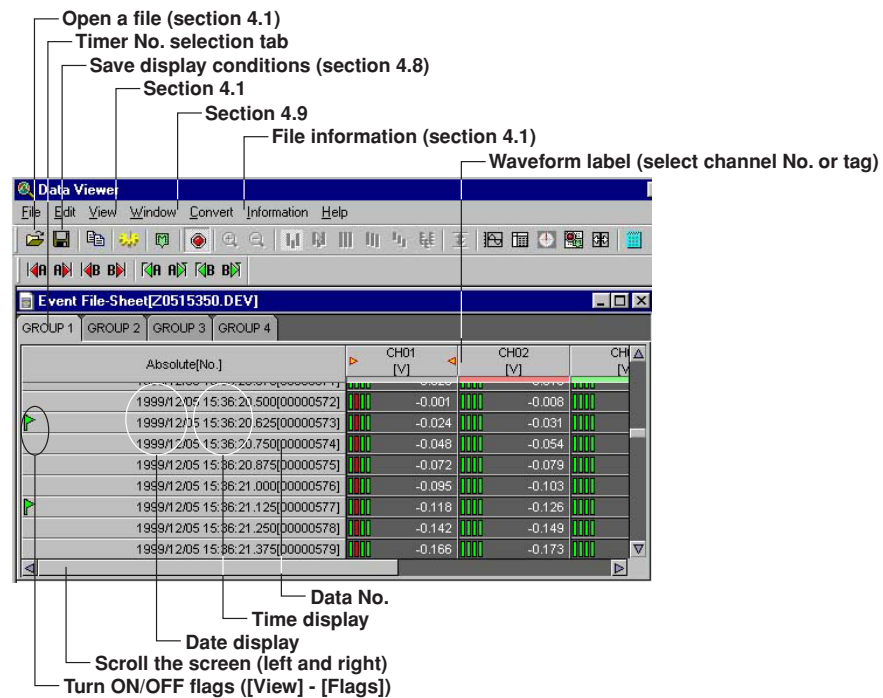 Open a file (section 4.1)
Timer No. selection tab
Save display conditions (section 4.8)
Section 4.1
Section 4.9
File information (section 4.1)
Waveform label (select channel No. or tag)
Data Viewer
File Edit View Window Convert Information Help
A A B B A A B B
Event File-Sheet[Z0515350.DEV]
GROUP 1 GROUP 2 GROUP 3 GROUP 4
Absolute[No.] CH01 [V] CH02 [V]
1999/12/05 15:36:20.500[00000572] -0.001 -0.008
1999/12/05 15:36:20.625[00000573] -0.024 -0.031
1999/12/05 15:36:20.750[00000574] -0.048 -0.054
1999/12/05 15:36:20.875[00000575] -0.072 -0.079
1999/12/05 15:36:21.000[00000576] -0.095 -0.103
1999/12/05 15:36:21.125[00000577] -0.118 -0.126
1999/12/05 15:36:21.250[00000578] -0.142 -0.149
1999/12/05 15:36:21.375[00000579] -0.166 -0.173
Data No.
Time display
Date display
Scroll the screen (left and right)
Turn ON/OFF flags ([View] - [Flags])